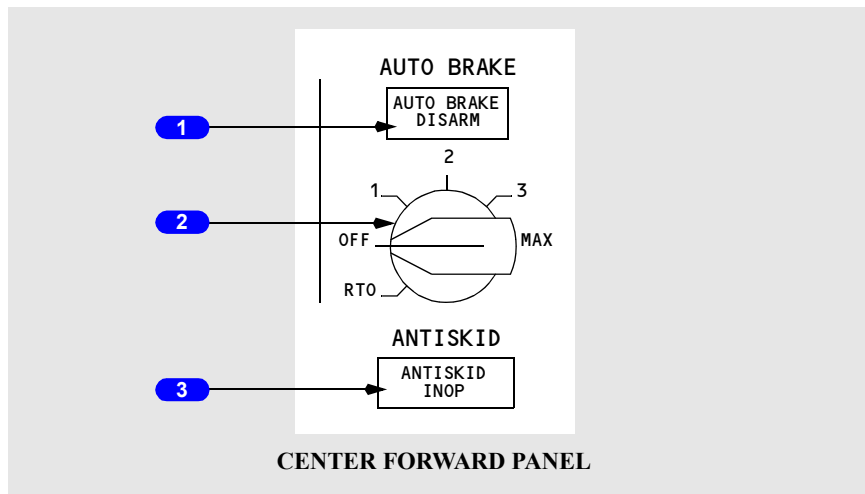 AUTO BRAKE
1
AUTO BRAKE
DISARM
2
1
3
2
OFF
MAX
RTO
ANTISKID
3
ANTISKID
INOP
CENTER FORWARD PANEL